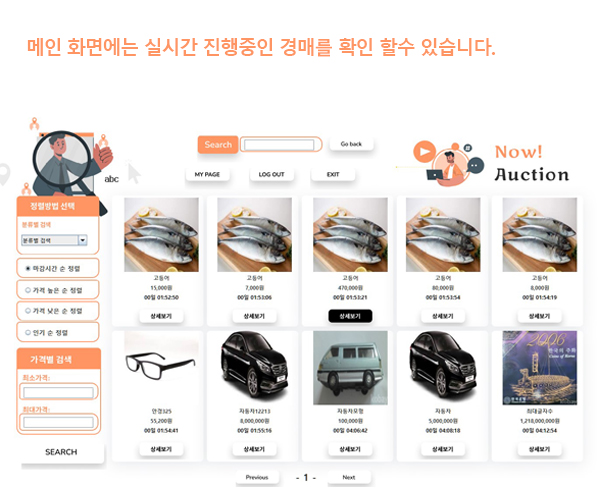 메인 화면에는 실시간 진행중인 경매를 확인 할수 있습니다.
Search
Go back
Now!
Auction
abc
MY PAGE
LOG OUT
EXIT
정렬방법 선택
분류별 검색
분류별 검색
마감시간 순 정렬
가격 높은 순 정렬
가격 낮은 순 정렬
인기 순 정렬
가격별 검색
최소가격:
최대가격:
SEARCH
고등어
15,000원
00일 01:52:50
상세보기
고등어
7,000원
00일 01:53:06
상세보기
고등어
470,000원
00일 01:53:21
상세보기
고등어
80,000원
00일 01:53:54
상세보기
고등어
8,000원
00일 01:54:19
상세보기
안경325
55,200원
00일 01:54:41
상세보기
자동차12213
8,000,000원
00일 01:55:16
상세보기
자동차모형
100,000원
00일 04:06:42
상세보기
자동차
5,000,000원
00일 04:08:18
상세보기
2006
한국의 주화
Coins of Korea
최대글자수
1,218,000,000원
00일 04:12:54
상세보기
Previous
- 1 -
Next